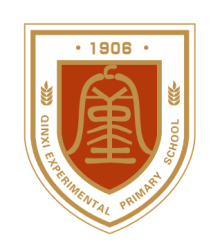 · 1906 ·
QINXI EXPERIMENTAL PRIMARY SCHOOL